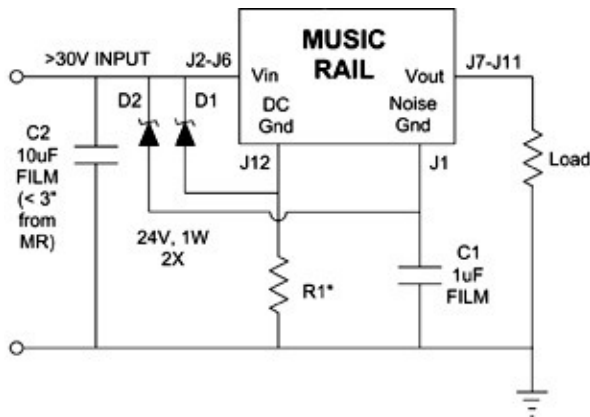 MUSIC
RAIL
>30V INPUT
J2-J6
Vin
Vout
J7-J11
D2
D1
DC
Gnd
Noise
Gnd
C2
10uF
FILM
(< 3"
from
MR)
J12
J1
Load
24V, 1W
2X
R1*
C1
1uF
FILM